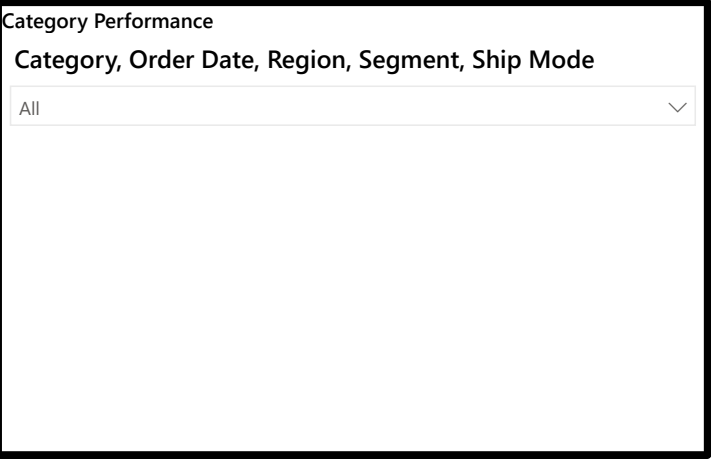 Category Performance
Category, Order Date, Region, Segment, Ship Mode
All